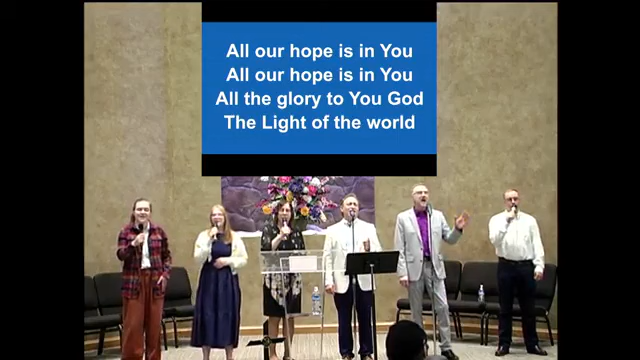 All our hope is in You
All our hope is in You
All the glory to You God
The Light of the world